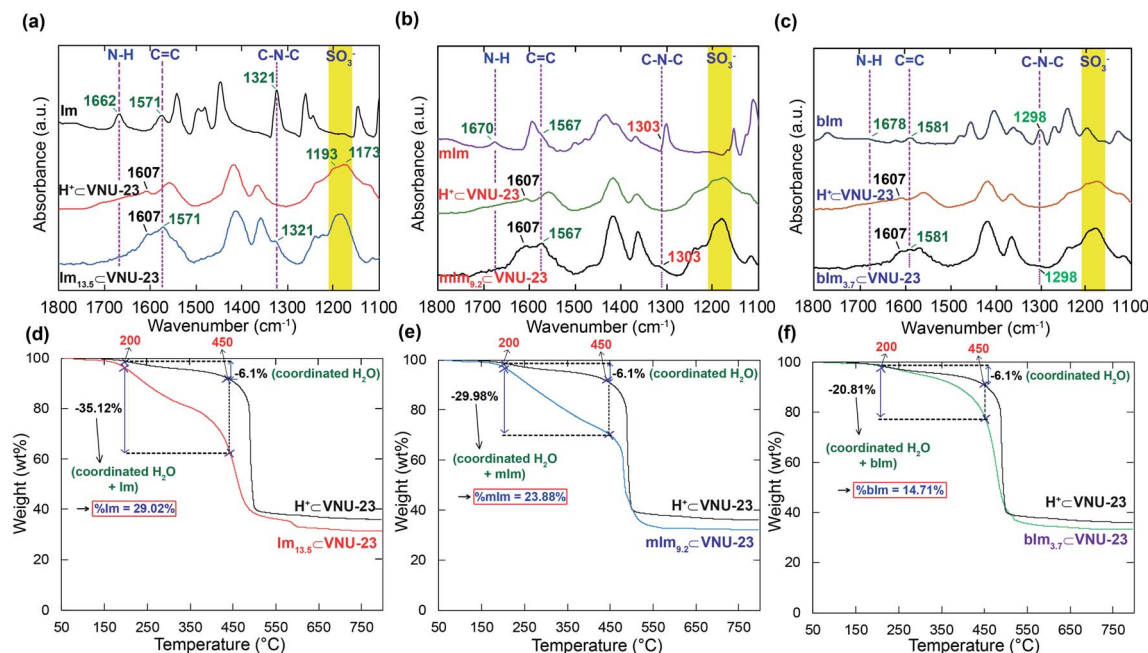 (a)
N-H C=C C-N-C SO₃⁻
1662 1571 1321
Im
1193 1173
1607
H⁺⊂VNU-23
1607 1571 1321
Im₁₃.₅⊂VNU-23
Absorbance (a.u.)
1800 1700 1600 1500 1400 1300 1200 1100
Wavenumber (cm⁻¹)
(b)
N-H C=C C-N-C SO₃⁻
1670 1567 1303
mIm
1607
H⁺⊂VNU-23
1607 1567 1303
mIm₉.₂⊂VNU-23
Absorbance (a.u.)
1800 1700 1600 1500 1400 1300 1200 1100
Wavenumber (cm⁻¹)
(c)
N-H C=C C-N-C SO₃⁻
1678 1581 1298
bIm
1607
H⁺⊂VNU-23
1607 1581 1298
bIm₃.₇⊂VNU-23
Absorbance (a.u.)
1800 1700 1600 1500 1400 1300 1200 1100
Wavenumber (cm⁻¹)
(d)
200 450
-6.1% (coordinated H₂O)
-35.12%
(coordinated H₂O
+ Im)
→ %Im = 29.02%
H⁺⊂VNU-23
Im₁₃.₅⊂VNU-23
Weight (wt%)
100
80
60
40
20
0
50 150 250 350 450 550 650 750
Temperature (°C)
(e)
200 450
-6.1% (coordinated H₂O)
-29.98%
(coordinated H₂O
+ mIm)
→ %mIm = 23.88%
H⁺⊂VNU-23
mIm₉.₂⊂VNU-23
Weight (wt%)
100
80
60
40
20
0
50 150 250 350 450 550 650 750
Temperature (°C)
(f)
200 450
-6.1% (coordinated H₂O)
-20.81%
(coordinated H₂O
+ bIm)
→ %bIm = 14.71%
H⁺⊂VNU-23
bIm₃.₇⊂VNU-23
Weight (wt%)
100
80
60
40
20
0
50 150 250 350 450 550 650 750
Temperature (°C)